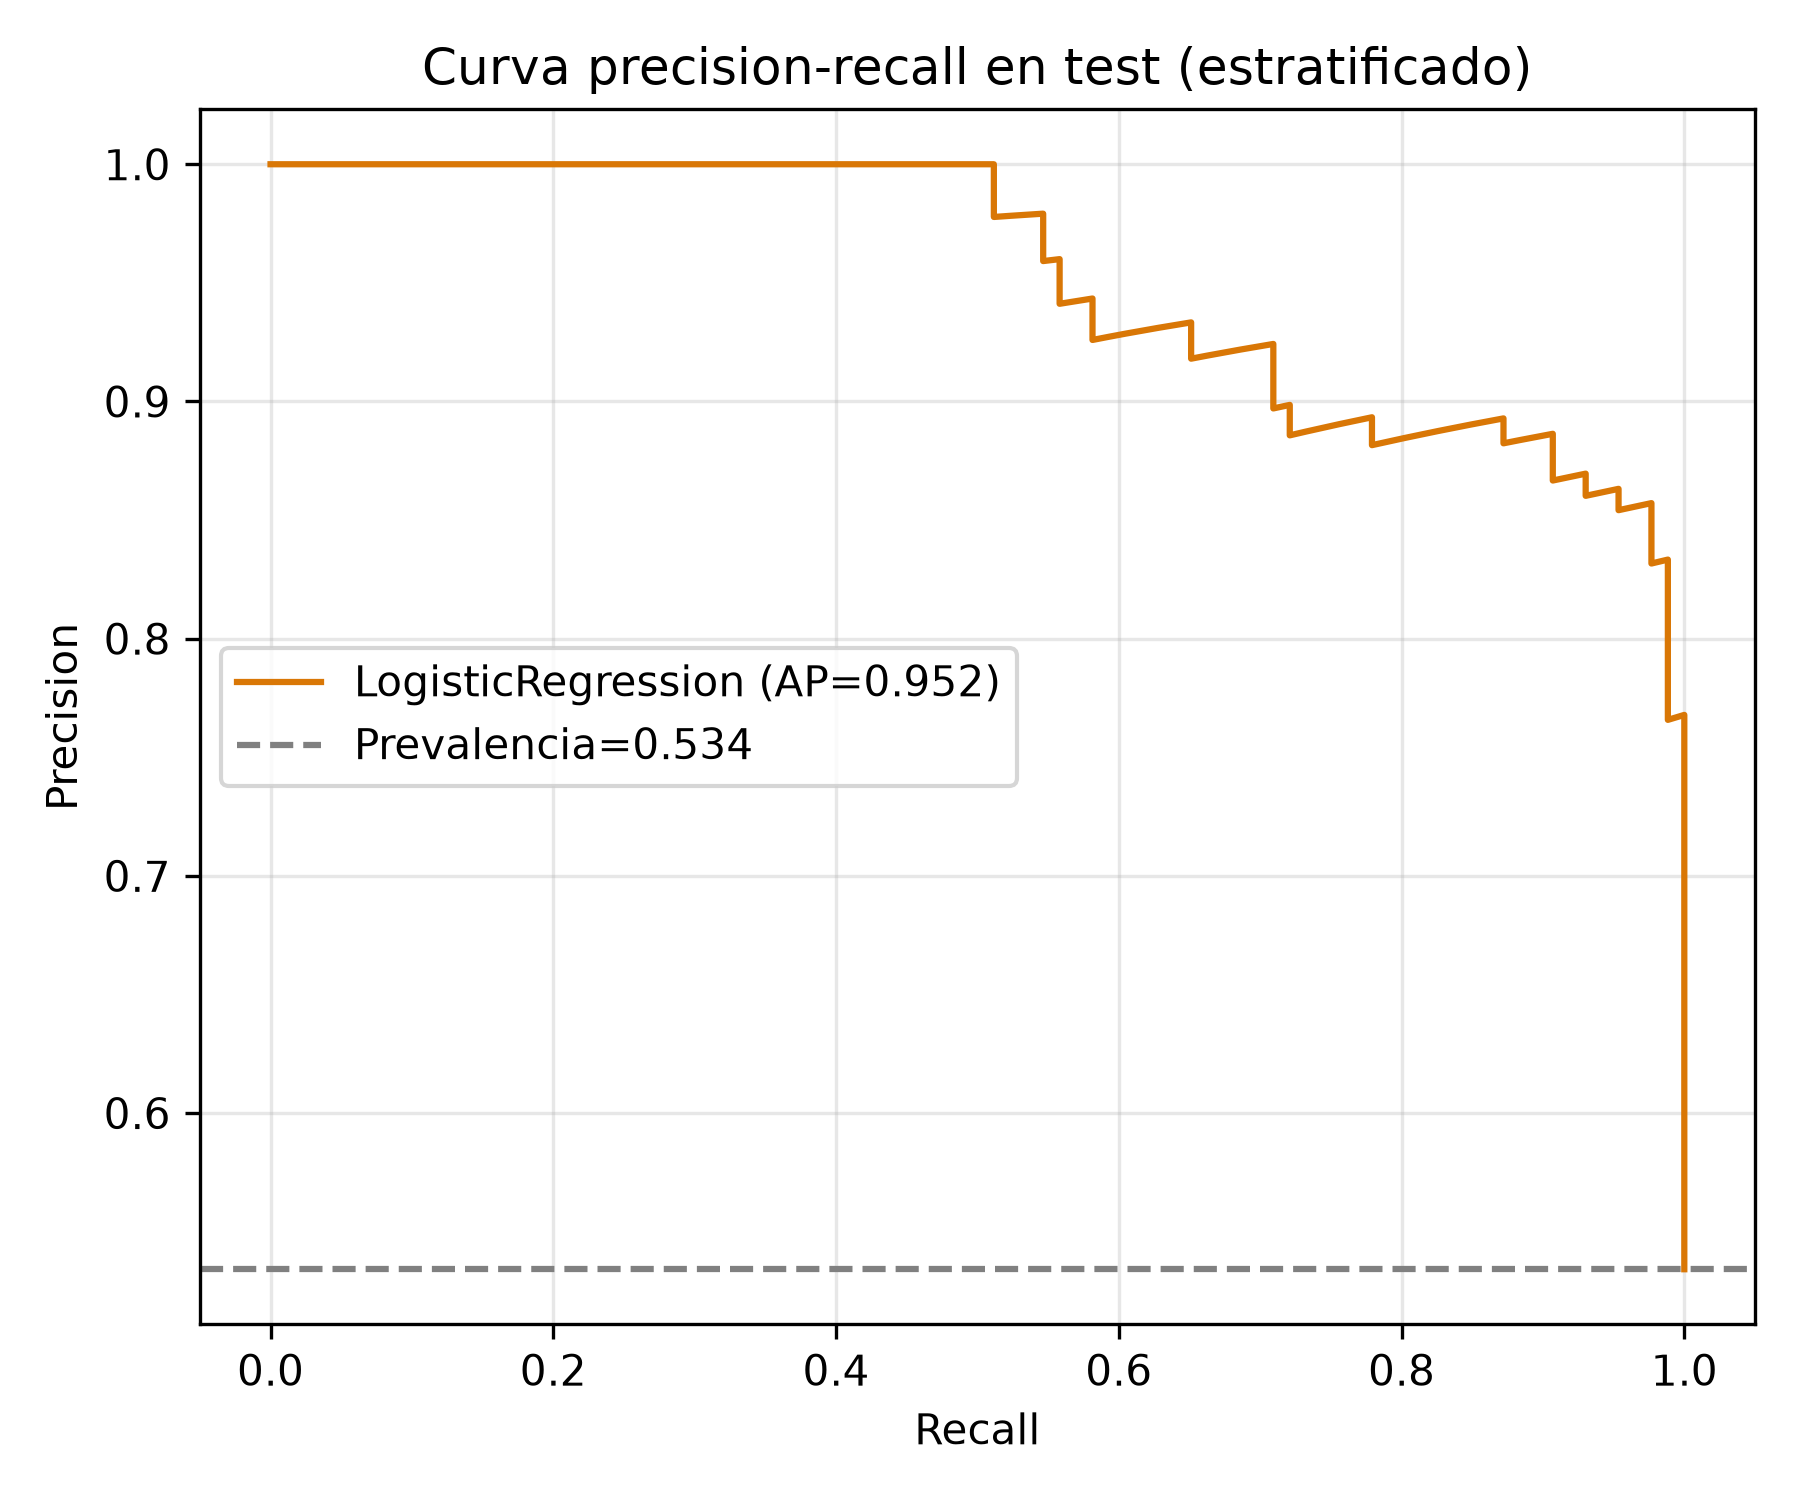 Curva precision-recall en test (estratificado)
1.0
0.9
0.8
0.7
0.6
Precision
LogisticRegression (AP=0.952)
Prevalencia=0.534
0.0 0.2 0.4 0.6 0.8 1.0
Recall